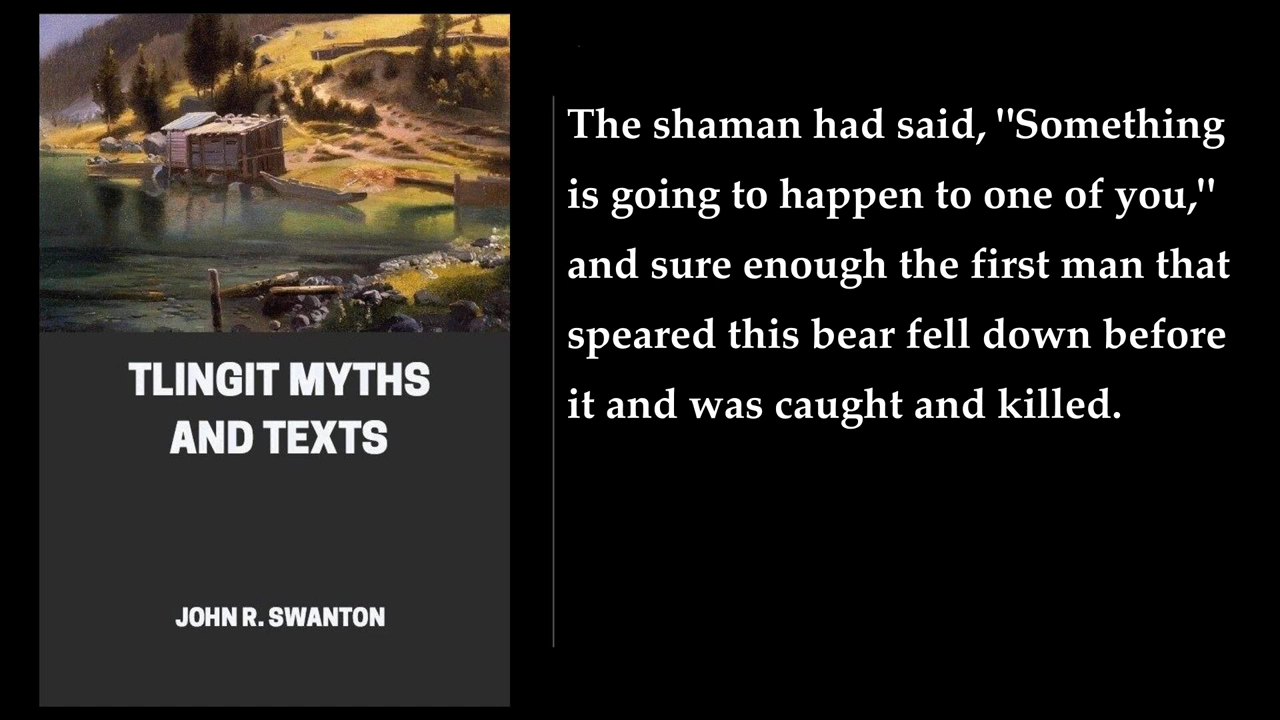 TLINGIT MYTHS
AND TEXTS
JOHN R. SWANTON
The shaman had said, "Something
is going to happen to one of you,"
and sure enough the first man that
speared this bear fell down before
it and was caught and killed.